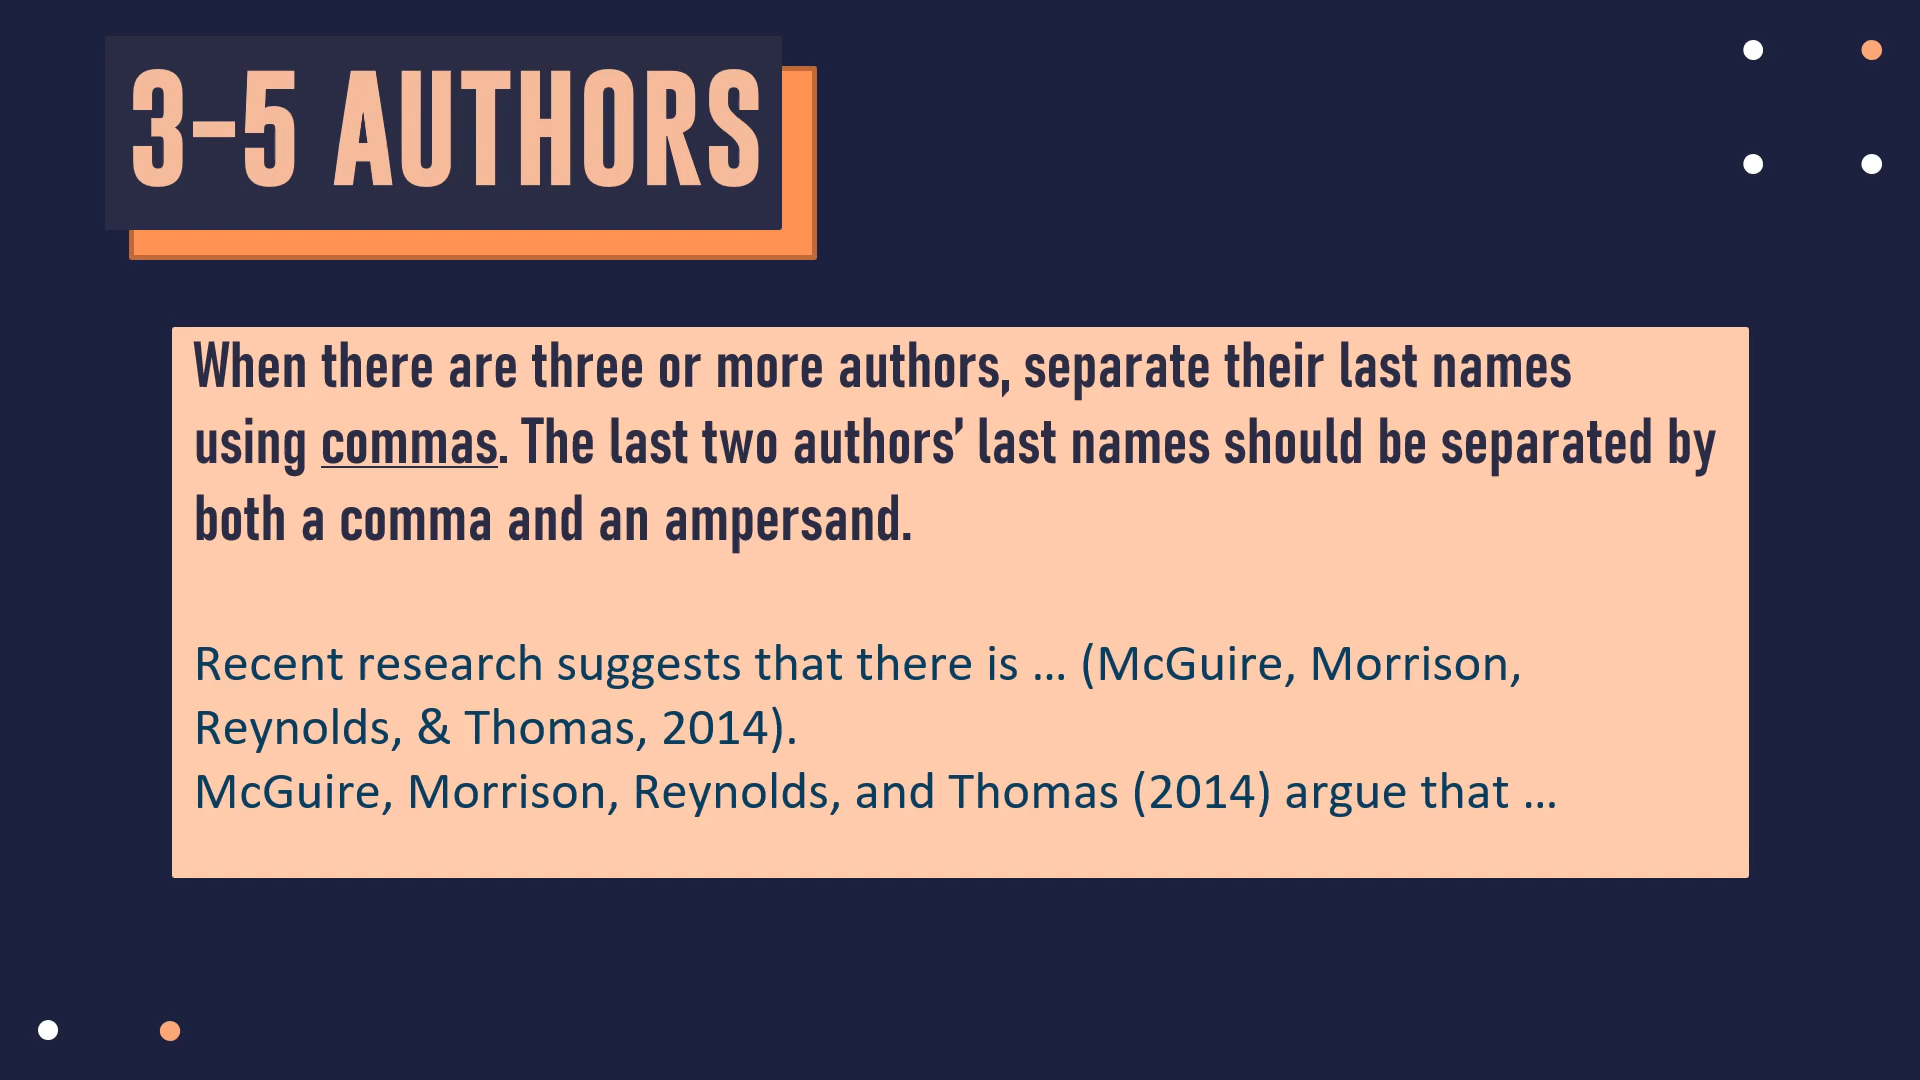 3–5 AUTHORS
When there are three or more authors, separate their last names
using commas. The last two authors’ last names should be separated by
both a comma and an ampersand.
Recent research suggests that there is … (McGuire, Morrison,
Reynolds, & Thomas, 2014).
McGuire, Morrison, Reynolds, and Thomas (2014) argue that …